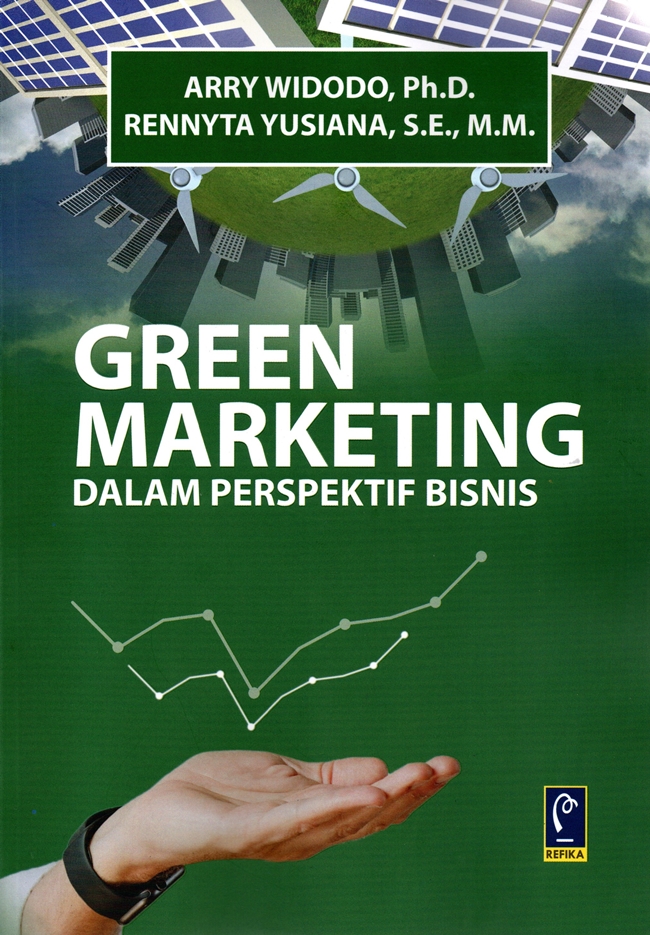 ARRY WIDODO, Ph.D.
RENNYTA YUSIANA, S.E., M.M.
GREEN
MARKETING
DALAM PERSPEKTIF BISNIS
REFIKA